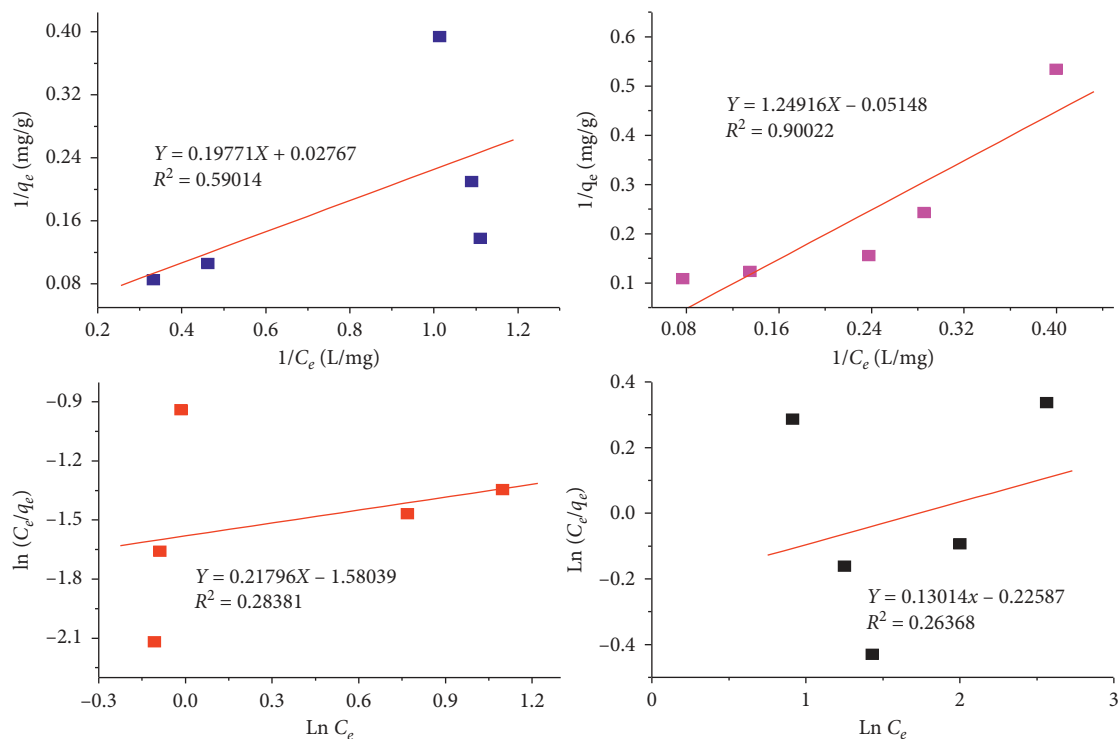 0.40
0.32
0.24
0.16
0.08
1/qe (mg/g)
Y = 0.19771X + 0.02767
R² = 0.59014
0.2 0.4 0.6 0.8 1.0 1.2
1/Ce (L/mg)
0.6
0.5
0.4
0.3
0.2
0.1
1/qe (mg/g)
Y = 1.24916X – 0.05148
R² = 0.90022
0.08 0.16 0.24 0.32 0.40
1/Ce (L/mg)
–0.9
–1.2
–1.5
–1.8
–2.1
ln (Ce/qe)
Y = 0.21796X – 1.58039
R² = 0.28381
–0.3 0.0 0.3 0.6 0.9 1.2
Ln Ce
0.4
0.2
0.0
–0.2
–0.4
Ln (Ce/qe)
Y = 0.13014x – 0.22587
R² = 0.26368
0 1 2 3
Ln Ce